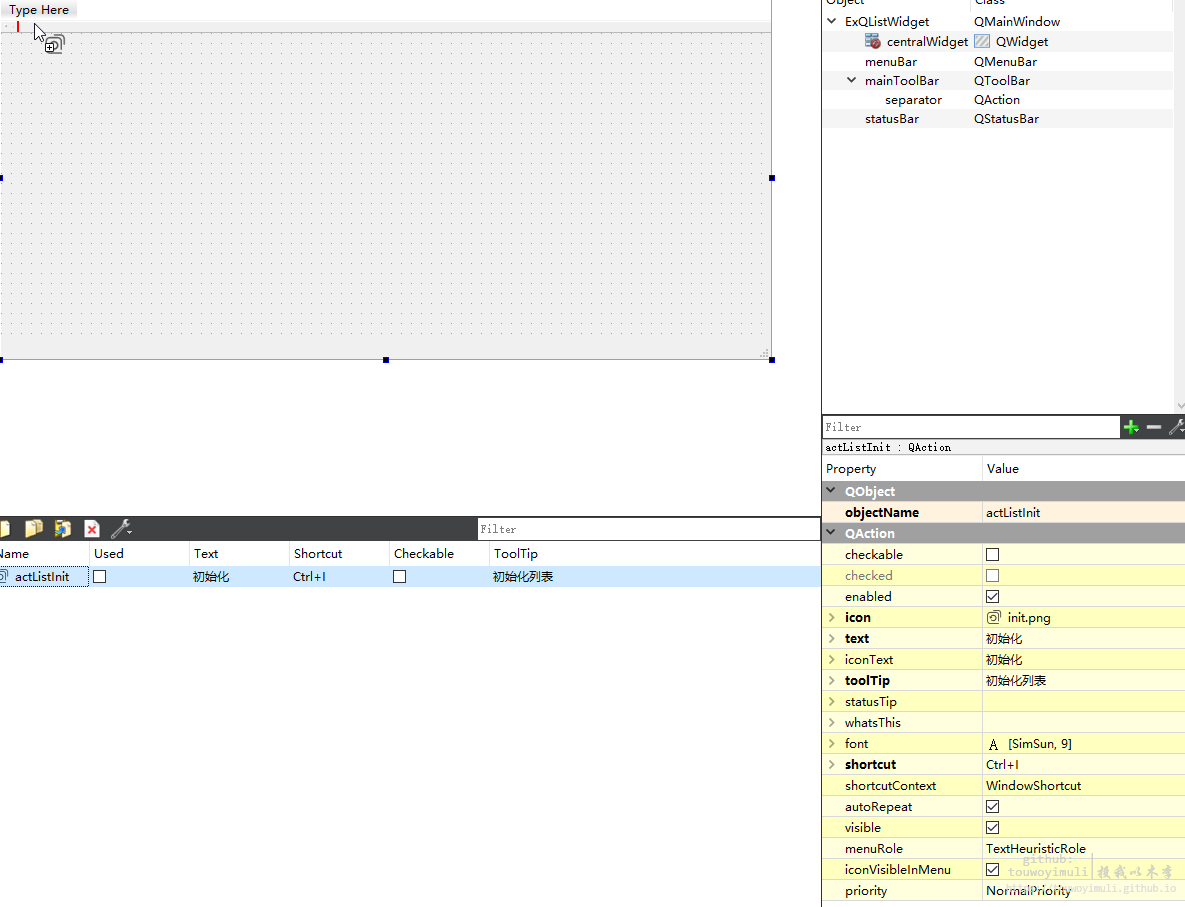 Type Here
Object Class
ExQListWidget QMainWindow
centralWidget QWidget
menuBar QMenuBar
mainToolBar QToolBar
separator QAction
statusBar QStatusBar
Filter
actListInit : QAction
Property Value
QObject
objectName actListInit
QAction
checkable
checked
enabled
icon init.png
text 初始化
iconText 初始化
toolTip 初始化列表
statusTip
whatsThis
font A [SimSun, 9]
shortcut Ctrl+I
shortcutContext WindowShortcut
autoRepeat
visible
menuRole TextHeuristicRole
iconVisibleInMenu
priority NormalPriority
Filter
Name Used Text Shortcut Checkable ToolTip
actListInit 初始化 Ctrl+I 初始化列表
github:
touwoyimuli 投我以木李